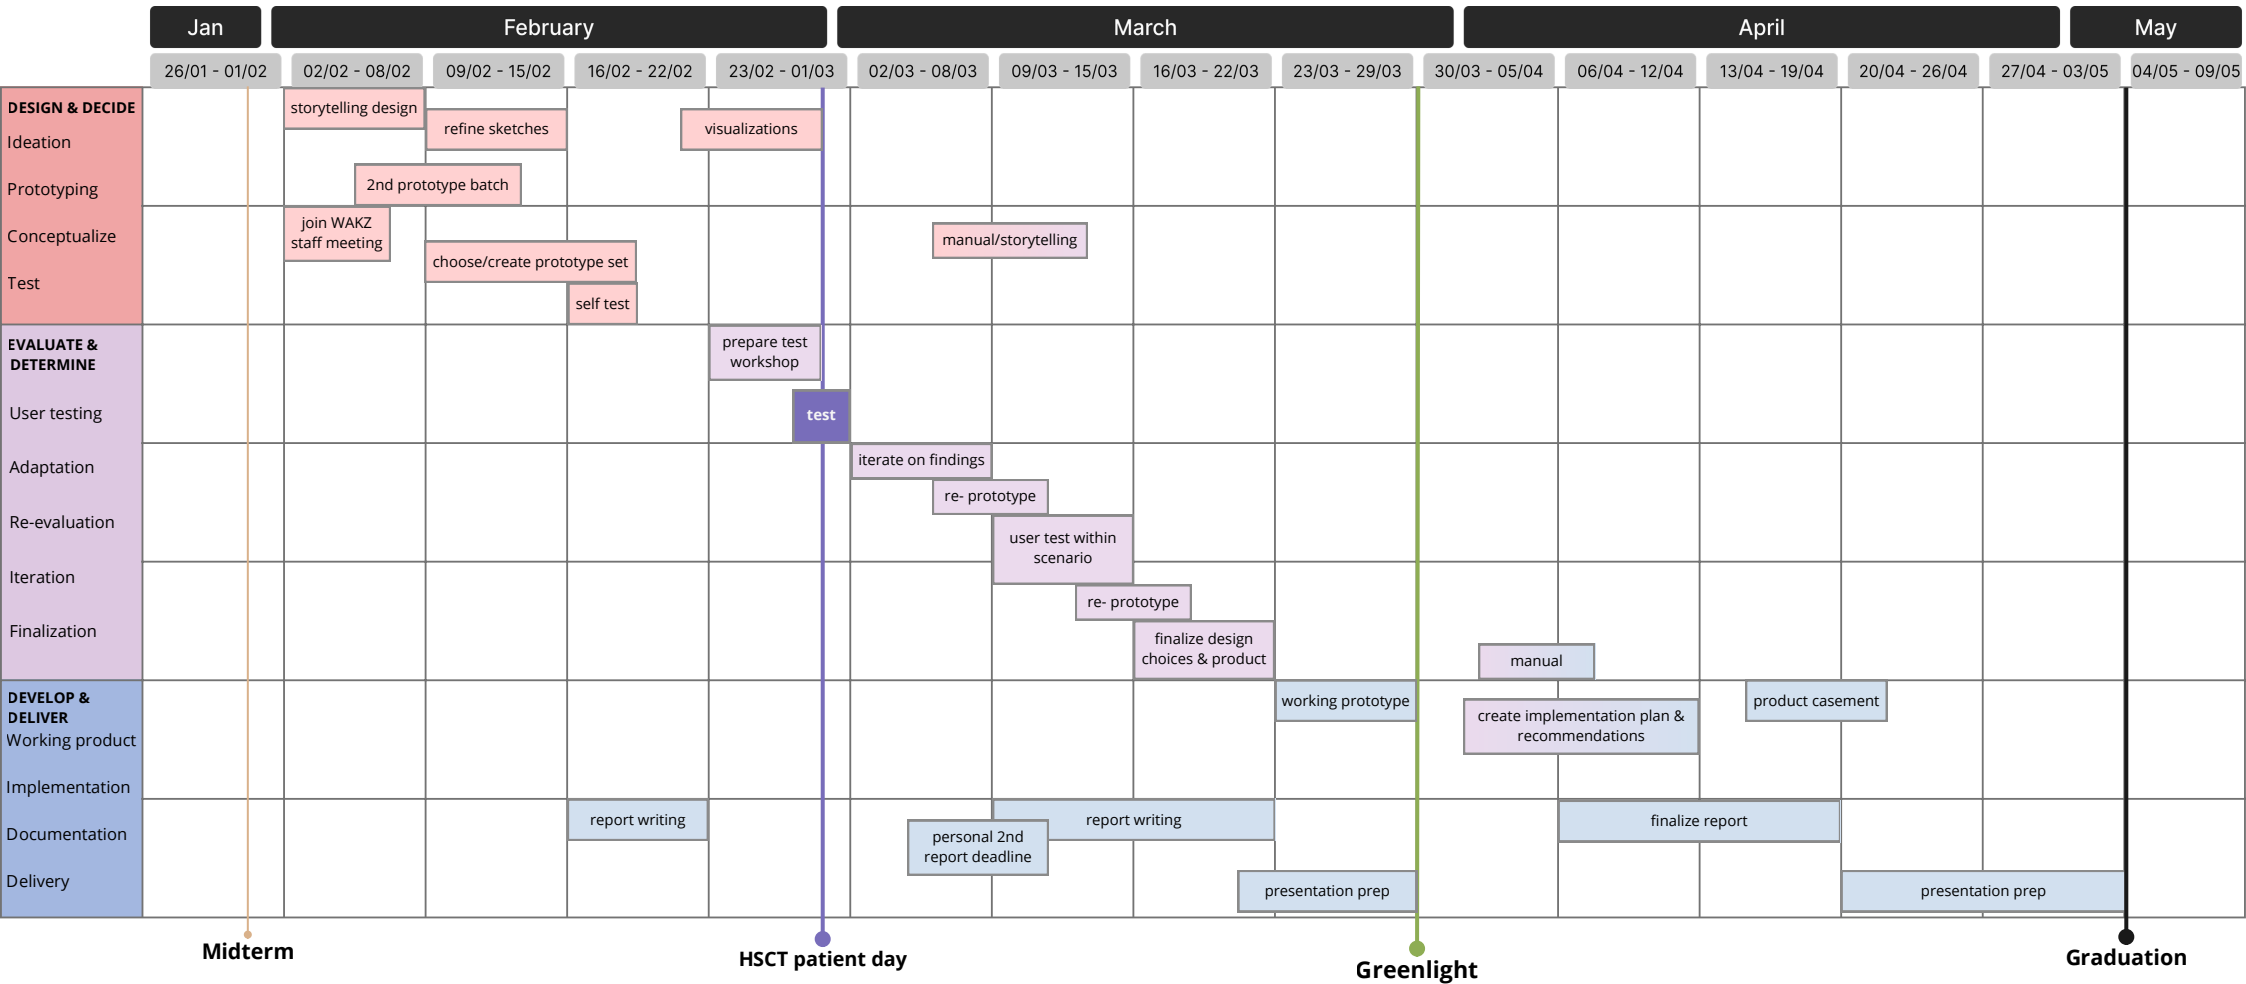 Jan
February
March
April
May
26/01 - 01/02
02/02 - 08/02
09/02 - 15/02
16/02 - 22/02
23/02 - 01/03
02/03 - 08/03
09/03 - 15/03
16/03 - 22/03
23/03 - 29/03
30/03 - 05/04
06/04 - 12/04
13/04 - 19/04
20/04 - 26/04
27/04 - 03/05
04/05 - 09/05
DESIGN & DECIDE
Ideation
Prototyping
Conceptualize
Test
storytelling design
refine sketches
visualizations
2nd prototype batch
join WAKZ
staff meeting
manual/storytelling
choose/create prototype set
self test
EVALUATE &
DETERMINE
User testing
Adaptation
Re-evaluation
Iteration
Finalization
prepare test
workshop
test
iterate on findings
re- prototype
user test within
scenario
re- prototype
finalize design
choices & product
manual
DEVELOP &
DELIVER
Working product
Implementation
Documentation
Delivery
working prototype
create implementation plan &
recommendations
product casement
report writing
report writing
personal 2nd
report deadline
finalize report
presentation prep
presentation prep
Midterm
HSCT patient day
Greenlight
Graduation